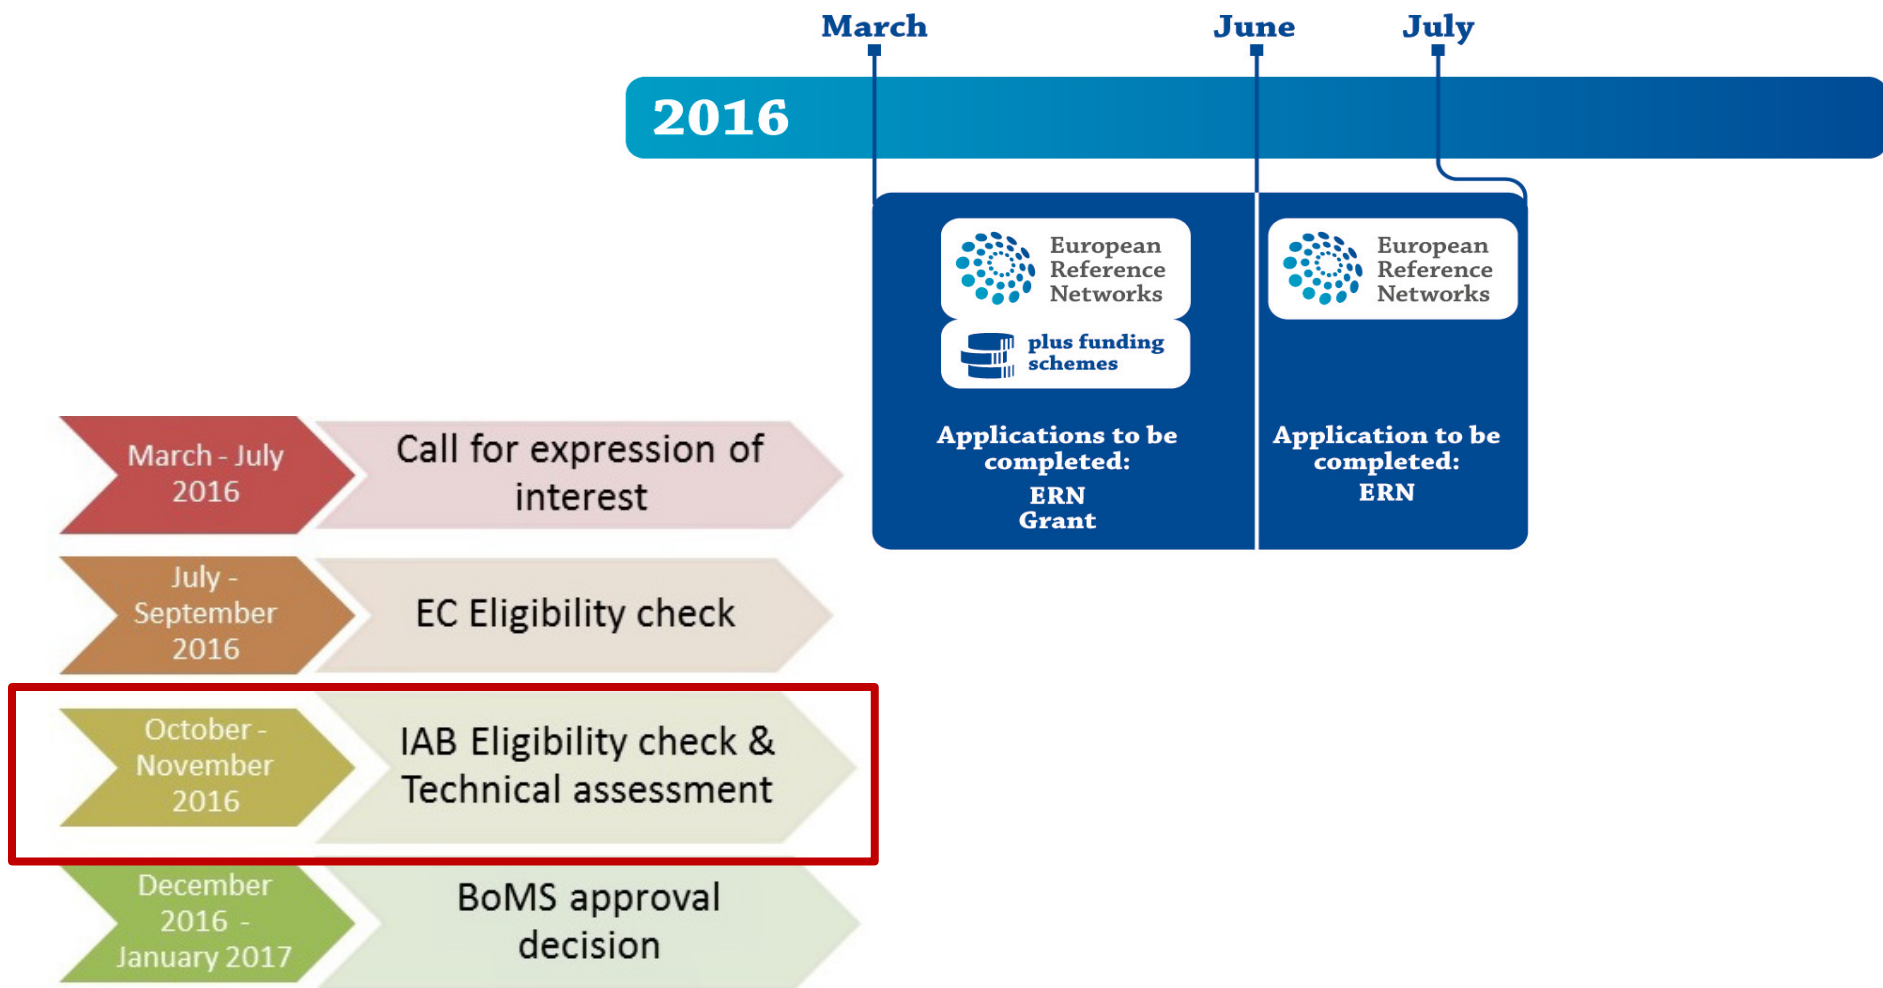 March
June
July
2016
European
Reference
Networks
plus funding
schemes
Applications to be
completed:
ERN
Grant
European
Reference
Networks
Application to be
completed:
ERN
March - July
2016
Call for expression of
interest
July -
September
2016
EC Eligibility check
October -
November
2016
IAB Eligibility check &
Technical assessment
December
2016 -
January 2017
BoMS approval
decision